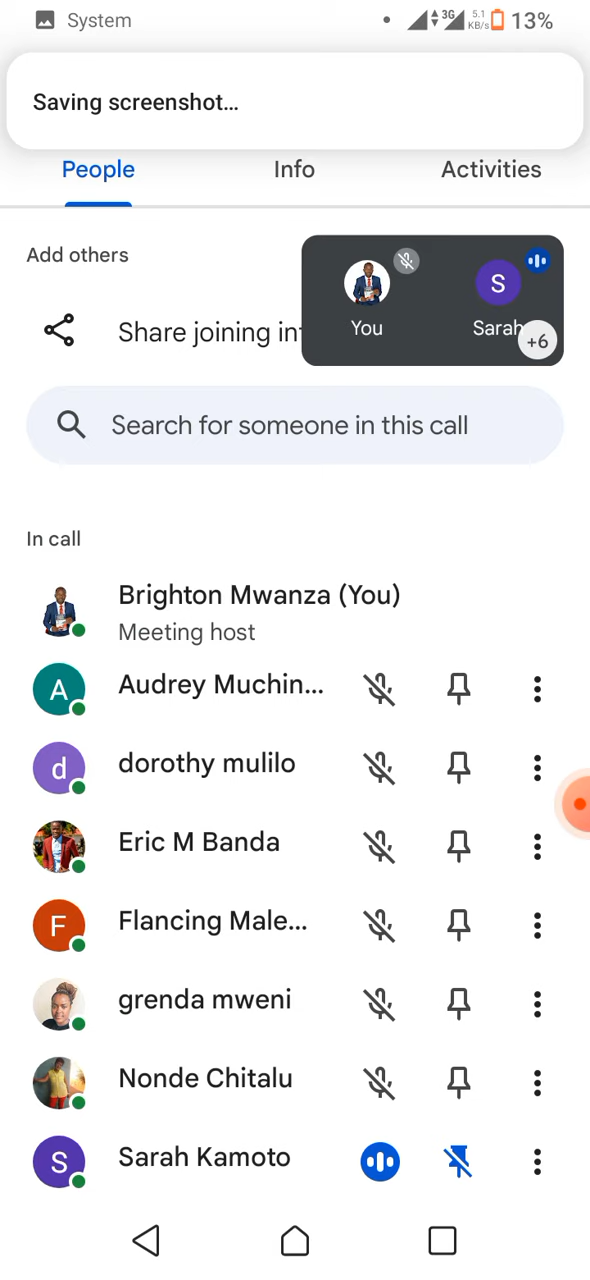 System
3G 5.1 KB/s 13%
Saving screenshot...
People Info Activities
Add others
Share joining in
You
S
Sarah
+6
Search for someone in this call
In call
Brighton Mwanza (You)
Meeting host
A Audrey Muchin...
d dorothy mulilo
Eric M Banda
F Flancing Male...
grenda mweni
Nonde Chitalu
S Sarah Kamoto